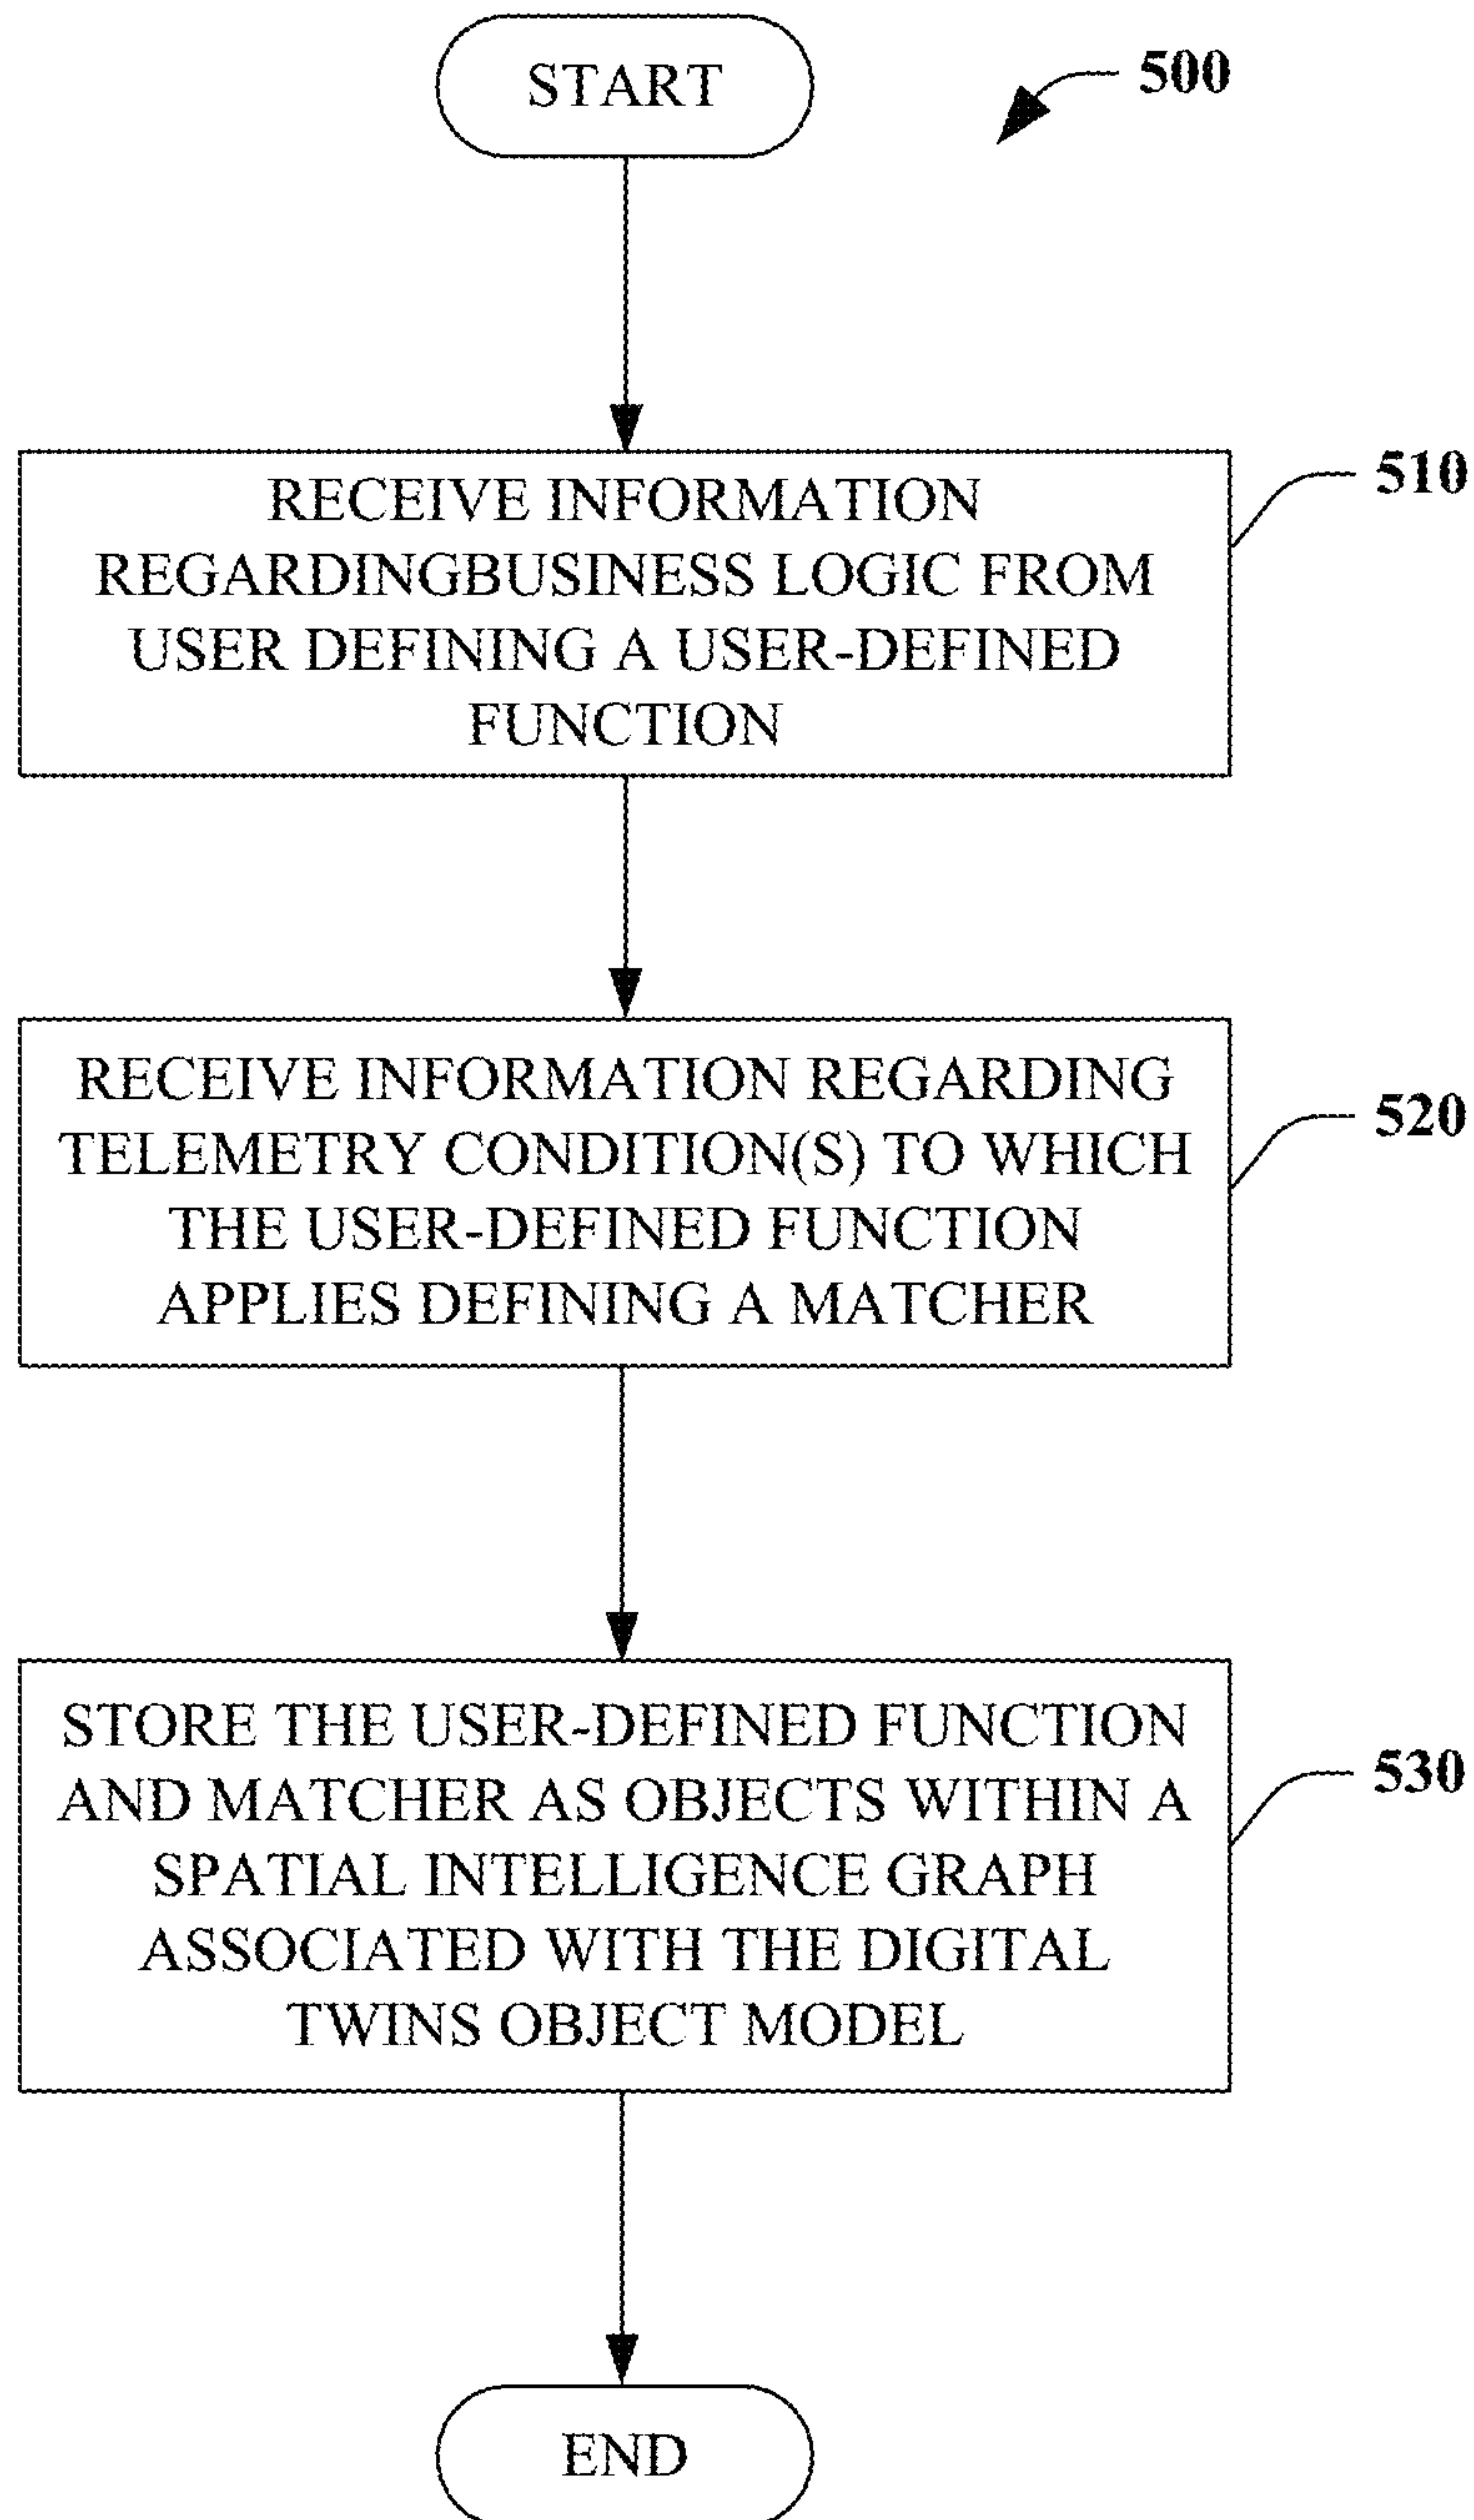 START
500
RECEIVE INFORMATION
REGARDINGBUSINESS LOGIC FROM
USER DEFINING A USER-DEFINED
FUNCTION
510
RECEIVE INFORMATION REGARDING
TELEMETRY CONDITION(S) TO WHICH
THE USER-DEFINED FUNCTION
APPLIES DEFINING A MATCHER
520
STORE THE USER-DEFINED FUNCTION
AND MATCHER AS OBJECTS WITHIN A
SPATIAL INTELLIGENCE GRAPH
ASSOCIATED WITH THE DIGITAL
TWINS OBJECT MODEL
530
END